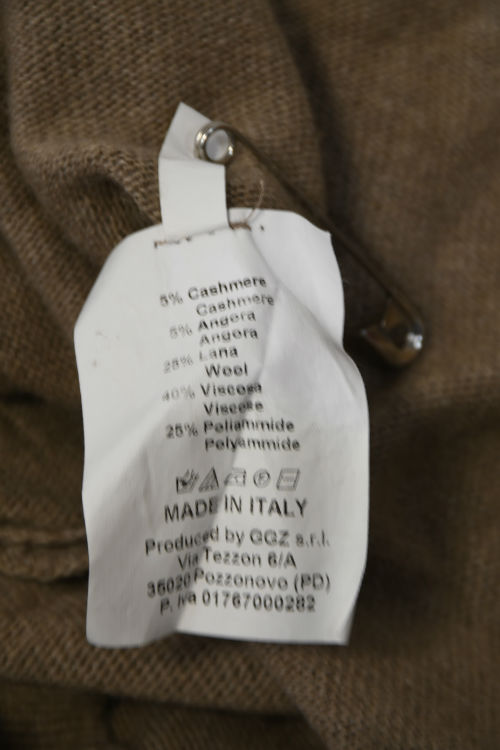 5% Cashmere
Cashmere
5% Angora
Angora
25% Lana
Wool
40% Viscosa
Viscose
25% Poliammide
Polyammide
MADE IN ITALY
Produced by GGZ s.r.l.
Via Tezzon 6/A
35020 Pozzonovo (PD)
P. Iva 01767000282